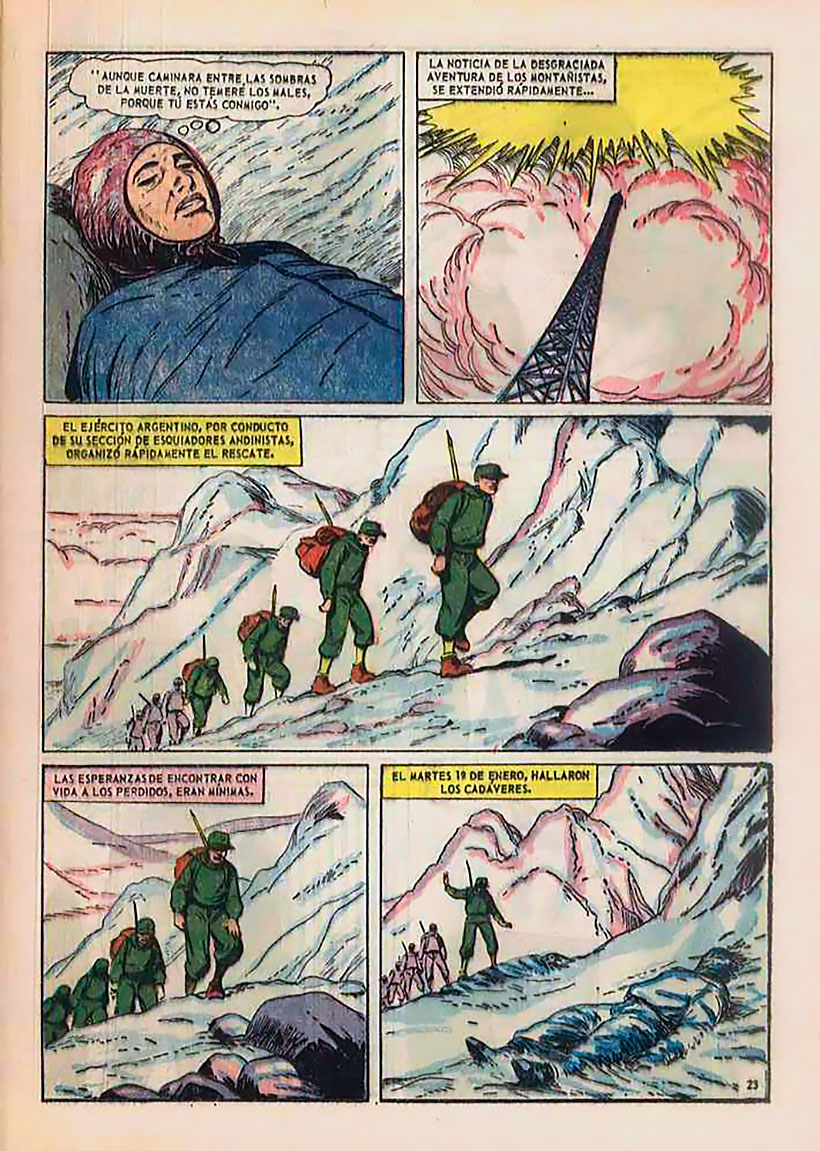 "AUNQUE CAMINARA ENTRE LAS SOMBRAS
DE LA MUERTE, NO TEMERE LOS MALES,
PORQUE TÚ ESTÁS CONMIGO".
LA NOTICIA DE LA DESGRACIADA
AVENTURA DE LOS MONTAÑISTAS,
SE EXTENDIÓ RÁPIDAMENTE...
EL EJÉRCITO ARGENTINO, POR CONDUCTO
DE SU SECCIÓN DE ESQUIADORES ANDINISTAS,
ORGANIZÓ RÁPIDAMENTE EL RESCATE.
LAS ESPERANZAS DE ENCONTRAR CON
VIDA A LOS PERDIDOS, ERAN MÍNIMAS.
EL MARTES 19 DE ENERO, HALLARON
LOS CADÁVERES.
23